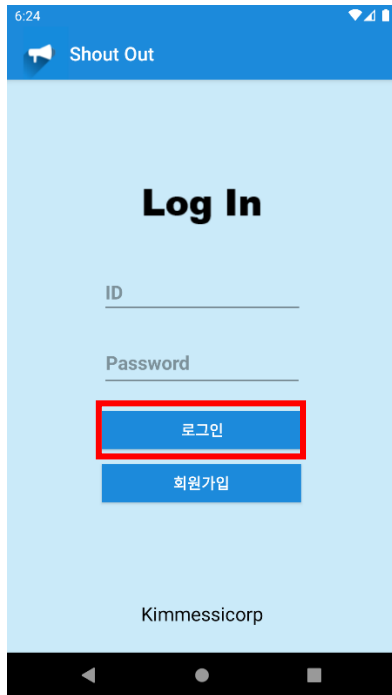 6:24
Shout Out
Log In
ID
Password
로그인
회원가입
Kimmessicorp